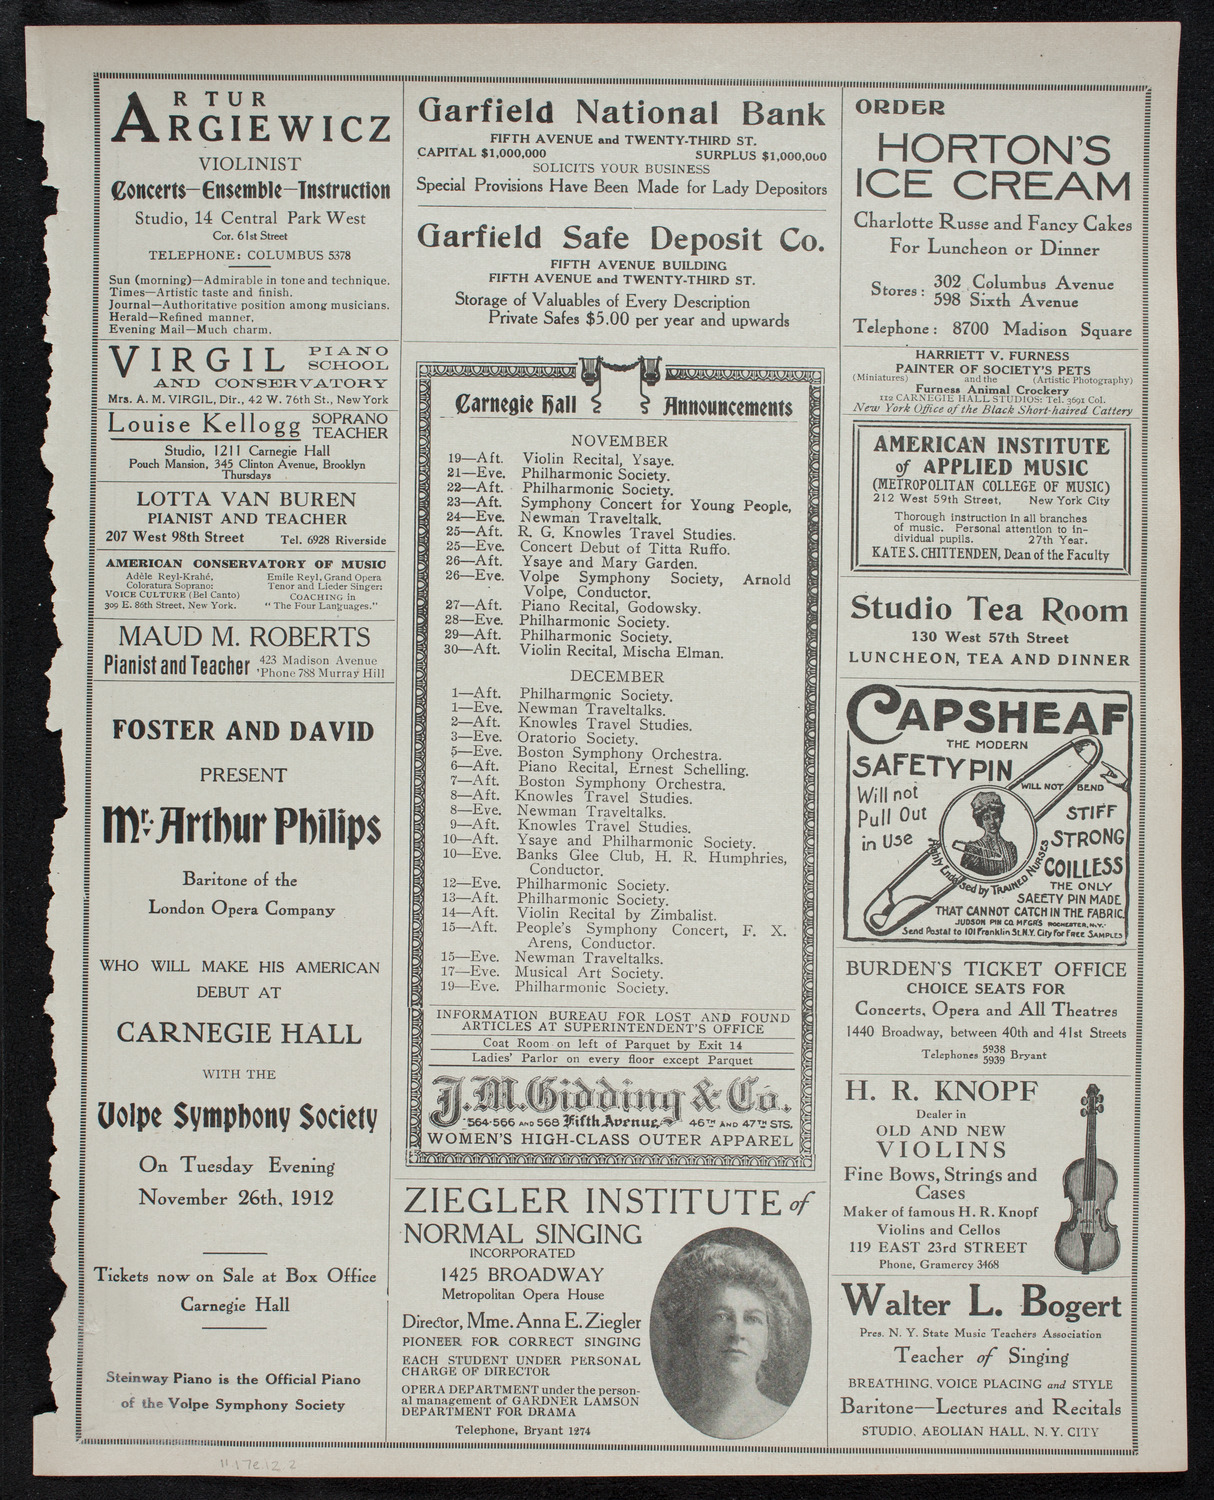 ARTUR
ARGIEWICZ
VIOLINIST
Concerts—Ensemble—Instruction
Studio, 14 Central Park West
Cor. 61st Street
TELEPHONE: COLUMBUS 5378
Sun (morning)—Admirable in tone and technique.
Times—Artistic taste and finish.
Journal—Authoritative position among musicians.
Herald—Refined manner.
Evening Mail—Much charm.
VIRGIL PIANO SCHOOL
AND CONSERVATORY
Mrs. A. M. VIRGIL, Dir., 42 W. 76th St., New York
Louise Kellogg SOPRANO TEACHER
Studio, 1211 Carnegie Hall
Pouch Mansion, 345 Clinton Avenue, Brooklyn
Thursdays
LOTTA VAN BUREN
PIANIST AND TEACHER
207 West 98th Street Tel. 6928 Riverside
AMERICAN CONSERVATORY OF MUSIC
Adèle Reyl-Krahé,
Coloratura Soprano:
VOICE CULTURE (Bel Canto)
309 E. 86th Street, New York.
Emile Reyl, Grand Opera
Tenor and Lieder Singer:
COACHING in
"The Four Languages."
MAUD M. ROBERTS
Pianist and Teacher 423 Madison Avenue
'Phone 788 Murray Hill
FOSTER AND DAVID
PRESENT
Mr. Arthur Philips
Baritone of the
London Opera Company
WHO WILL MAKE HIS AMERICAN
DEBUT AT
CARNEGIE HALL
WITH THE
Volpe Symphony Society
On Tuesday Evening
November 26th, 1912
Tickets now on Sale at Box Office
Carnegie Hall
Steinway Piano is the Official Piano
of the Volpe Symphony Society
Garfield National Bank
FIFTH AVENUE and TWENTY-THIRD ST.
CAPITAL $1,000,000 SURPLUS $1,000,000
SOLICITS YOUR BUSINESS
Special Provisions Have Been Made for Lady Depositors
Garfield Safe Deposit Co.
FIFTH AVENUE BUILDING
FIFTH AVENUE and TWENTY-THIRD ST.
Storage of Valuables of Every Description
Private Safes $5.00 per year and upwards
Carnegie Hall Announcements
NOVEMBER
19—Aft. Violin Recital, Ysaye.
21—Eve. Philharmonic Society.
22—Aft. Philharmonic Society.
23—Aft. Symphony Concert for Young People,
24—Eve. Newman Traveltalk.
25—Aft. R. G. Knowles Travel Studies.
25—Eve. Concert Debut of Titta Ruffo.
26—Aft. Ysaye and Mary Garden.
26—Eve. Volpe Symphony Society, Arnold
Volpe, Conductor.
27—Aft. Piano Recital, Godowsky.
28—Eve. Philharmonic Society.
29—Aft. Philharmonic Society.
30—Aft. Violin Recital, Mischa Elman.
DECEMBER
1—Aft. Philharmonic Society.
1—Eve. Newman Traveltalks.
2—Aft. Knowles Travel Studies.
3—Eve. Oratorio Society.
5—Eve. Boston Symphony Orchestra.
6—Aft. Piano Recital, Ernest Schelling.
7—Aft. Boston Symphony Orchestra.
8—Aft. Knowles Travel Studies.
8—Eve. Newman Traveltalks.
9—Aft. Knowles Travel Studies.
10—Aft. Ysaye and Philharmonic Society.
10—Eve. Banks Glee Club, H. R. Humphries,
Conductor.
12—Eve. Philharmonic Society.
13—Aft. Philharmonic Society.
14—Aft. Violin Recital by Zimbalist.
15—Aft. People's Symphony Concert, F. X.
Arens, Conductor.
15—Eve. Newman Traveltalks.
17—Eve. Musical Art Society.
19—Eve. Philharmonic Society.
INFORMATION BUREAU FOR LOST AND FOUND
ARTICLES AT SUPERINTENDENT'S OFFICE
Coat Room on left of Parquet by Exit 14
Ladies' Parlor on every floor except Parquet
J.M. Gidding & Co.
564-566 AND 568 Fifth Avenue 46TH AND 47TH STS.
WOMEN'S HIGH-CLASS OUTER APPAREL
ZIEGLER INSTITUTE of
NORMAL SINGING
INCORPORATED
1425 BROADWAY
Metropolitan Opera House
Director, Mme. Anna E. Ziegler
PIONEER FOR CORRECT SINGING
EACH STUDENT UNDER PERSONAL
CHARGE OF DIRECTOR
OPERA DEPARTMENT under the person-
al management of GARDNER LAMSON
DEPARTMENT FOR DRAMA
Telephone, Bryant 1274
ORDER
HORTON'S
ICE CREAM
Charlotte Russe and Fancy Cakes
For Luncheon or Dinner
Stores: 302 Columbus Avenue
598 Sixth Avenue
Telephone: 8700 Madison Square
HARRIETT V. FURNESS
PAINTER OF SOCIETY'S PETS
(Miniatures) and the (Artistic Photography)
Furness Animal Crockery
112 CARNEGIE HALL STUDIOS: Tel. 3691 Col.
New York Office of the Black Short-haired Cattery
AMERICAN INSTITUTE
of APPLIED MUSIC
(METROPOLITAN COLLEGE OF MUSIC)
212 West 59th Street, New York City
Thorough instruction in all branches
of music. Personal attention to in-
dividual pupils. 27th Year.
KATE S. CHITTENDEN, Dean of the Faculty
Studio Tea Room
130 West 57th Street
LUNCHEON, TEA AND DINNER
CAPSHEAF
THE MODERN
SAFETY PIN
WILL NOT BEND
Will not
Pull Out
in Use
STIFF
STRONG
COILLESS
Highly Endorsed by TRAINED NURSES
THE ONLY
SAFETY PIN MADE
THAT CANNOT CATCH IN THE FABRIC.
JUDSON PIN CO. MFGRS ROCHESTER, N.Y.
Send Postal to 101 Franklin St. N.Y. City for FREE SAMPLES
BURDEN'S TICKET OFFICE
CHOICE SEATS FOR
Concerts, Opera and All Theatres
1440 Broadway, between 40th and 41st Streets
Telephones 5938
5939 Bryant
H. R. KNOPF
Dealer in
OLD AND NEW
VIOLINS
Fine Bows, Strings and
Cases
Maker of famous H. R. Knopf
Violins and Cellos
119 EAST 23rd STREET
Phone, Gramercy 3468
Walter L. Bogert
Pres. N. Y. State Music Teachers Association
Teacher of Singing
BREATHING, VOICE PLACING and STYLE
Baritone—Lectures and Recitals
STUDIO, AEOLIAN HALL, N. Y. CITY
11.17e.12 2